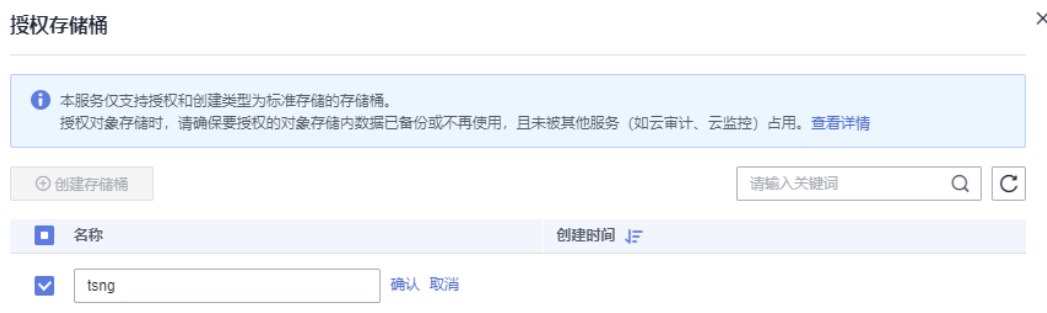 授权存储桶
本服务仅支持授权和创建类型为标准存储的存储桶。
授权对象存储时，请确保要授权的对象存储内数据已备份或不再使用，且未被其他服务（如云审计、云监控）占用。查看详情
创建存储桶
请输入关键词
名称 创建时间
tsng 确认 取消